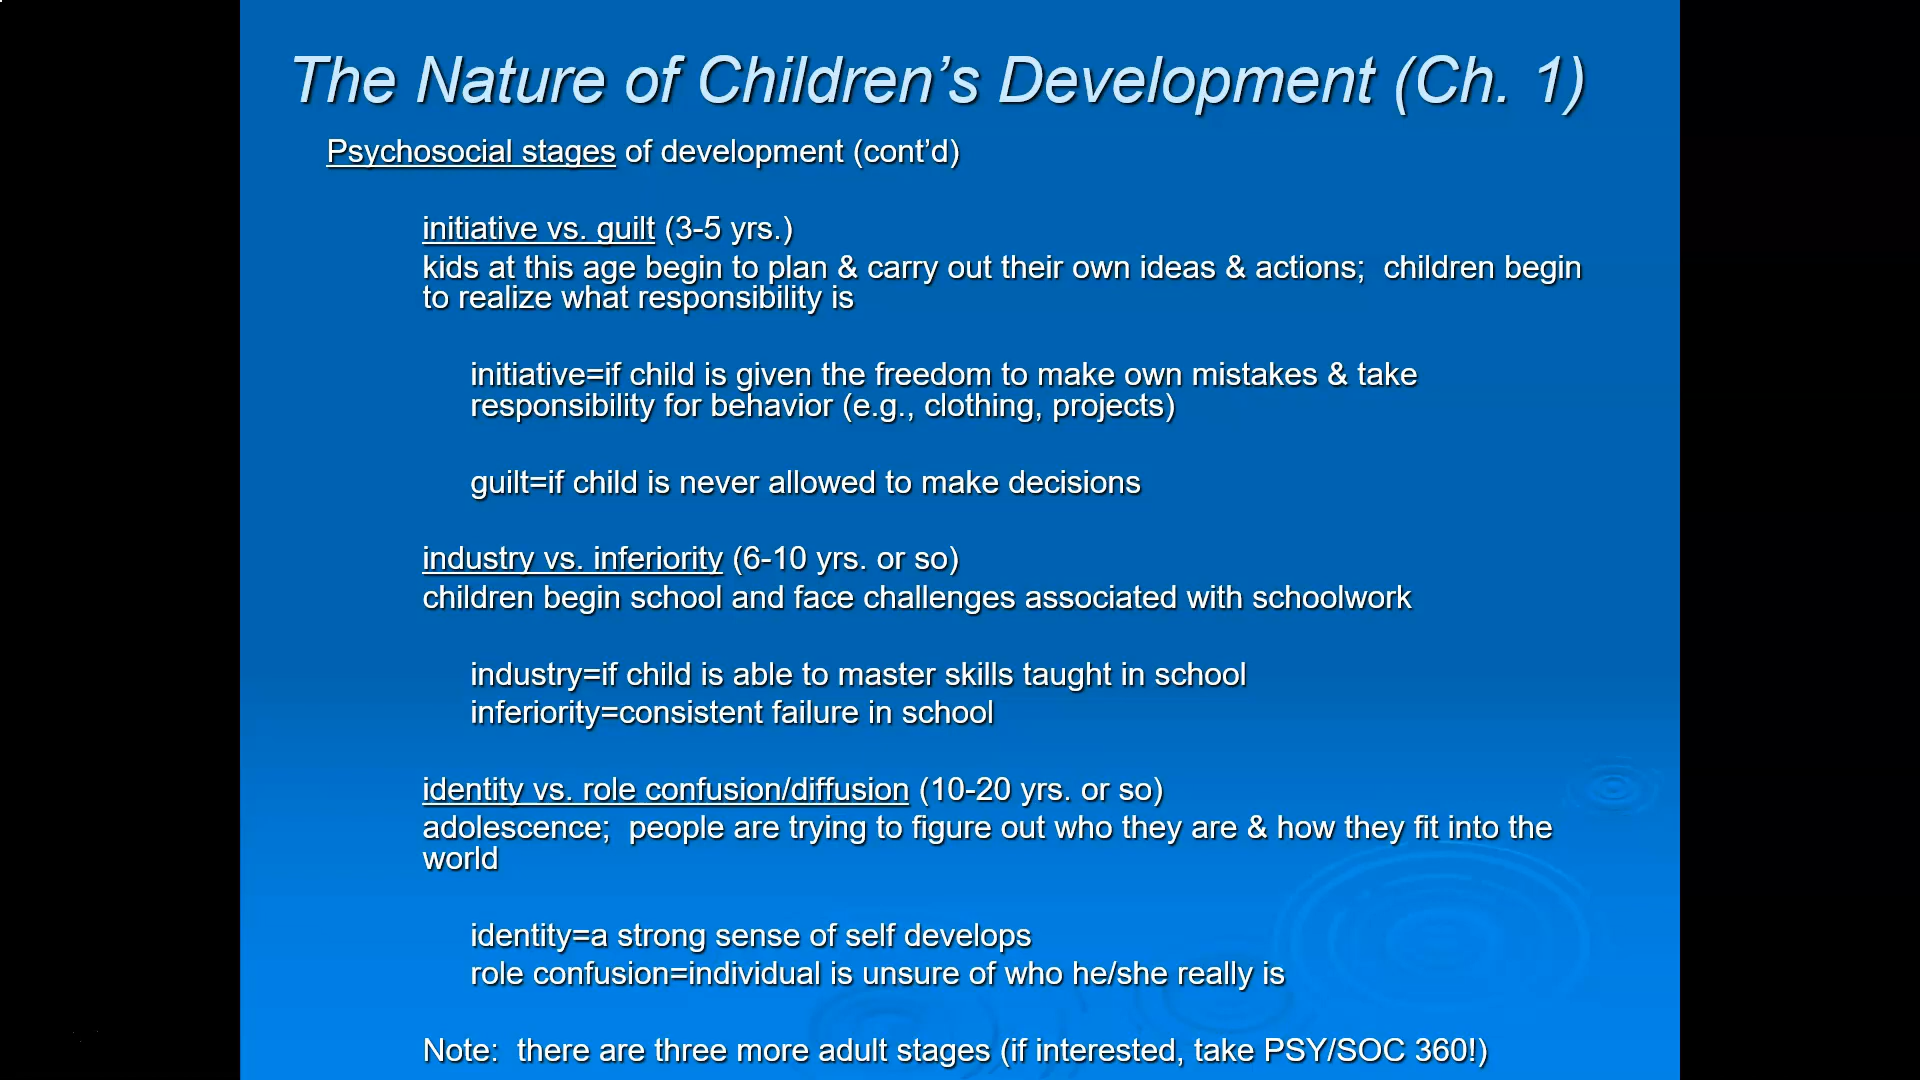 The Nature of Children’s Development (Ch. 1)
Psychosocial stages of development (cont’d)
initiative vs. guilt (3-5 yrs.)
kids at this age begin to plan & carry out their own ideas & actions;  children begin
to realize what responsibility is
initiative=if child is given the freedom to make own mistakes & take
responsibility for behavior (e.g., clothing, projects)
guilt=if child is never allowed to make decisions
industry vs. inferiority (6-10 yrs. or so)
children begin school and face challenges associated with schoolwork
industry=if child is able to master skills taught in school
inferiority=consistent failure in school
identity vs. role confusion/diffusion (10-20 yrs. or so)
adolescence;  people are trying to figure out who they are & how they fit into the
world
identity=a strong sense of self develops
role confusion=individual is unsure of who he/she really is
Note:  there are three more adult stages (if interested, take PSY/SOC 360!)